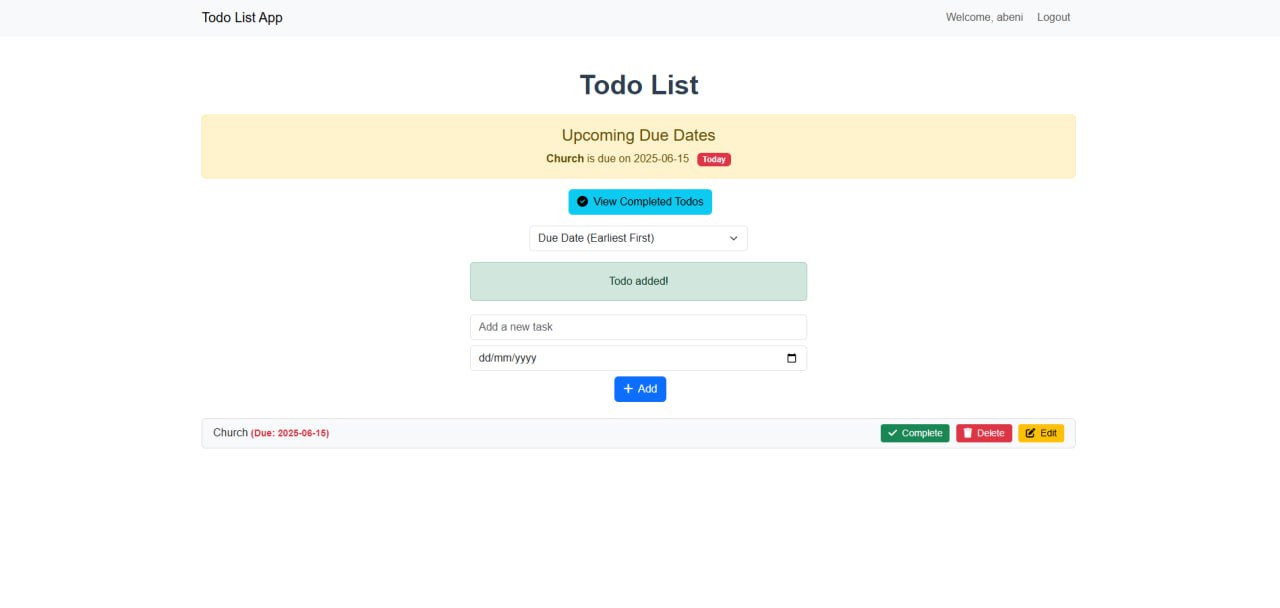 Todo List App Welcome, abeni Logout
Todo List
Upcoming Due Dates
Church is due on 2025-06-15 Today
View Completed Todos
Due Date (Earliest First)
Todo added!
Add a new task
dd/mm/yyyy
Add
Church (Due: 2025-06-15) Complete Delete Edit